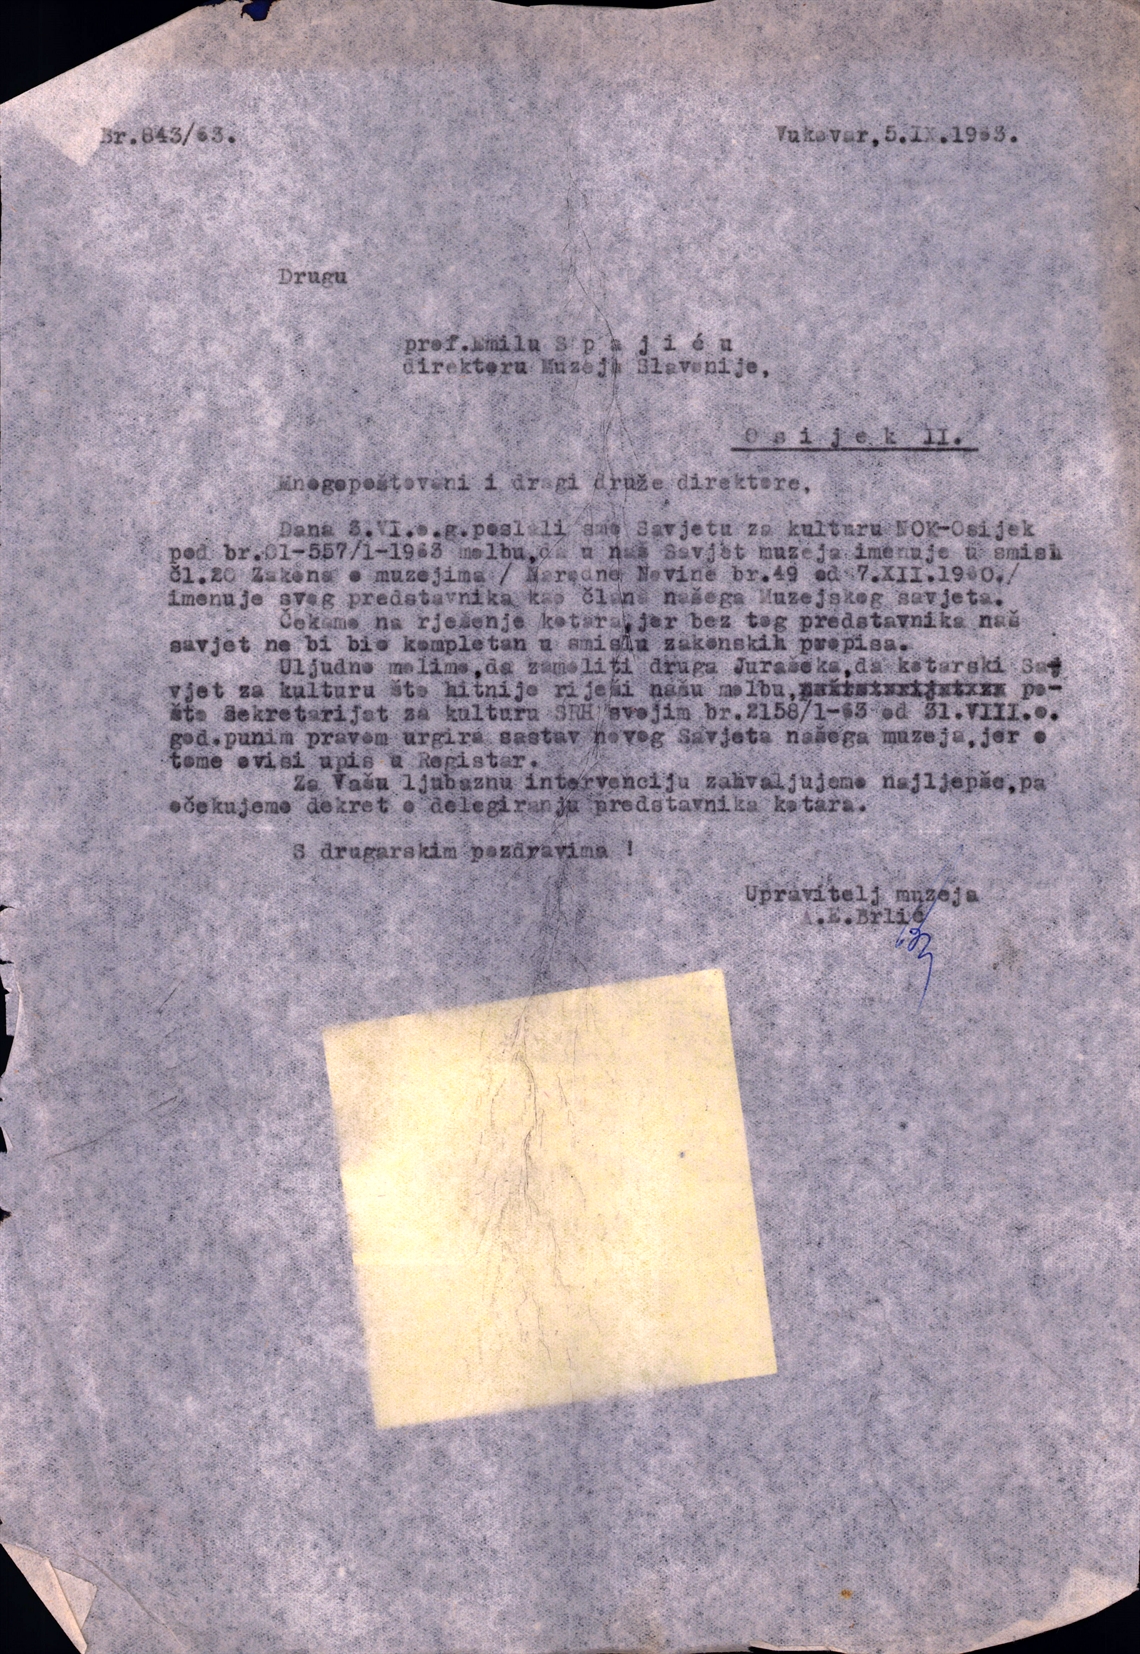 Br.843/63.
Vukovar,5.IX.1963.
Drugu
prof.Emilu S p a j i ć u
direktoru Muzeja Slavonije,
O s i j e k II.
Mnogopoštovani i dragi druže direktore,
Dana 3.VI.o.g.poslali smo Savjetu za kulturu NOK-Osijek
pod br.01-557/1-1963 molbu,da u naš Savjet muzeja imenuje u smisl
čl.20 Zakona o muzejima / Narodne Novine br.49 od 7.XII.1960./
imenuje svog predstavnika kao člana našega Muzejskog savjeta.
Čekamo na rješenje kotara,jer bez tog predstavnika naš
savjet ne bi bio kompletan u smislu zakonskih propisa.
Uljudno molimo,da zamoliti druga Jurašeka,da kotarski Sa
vjet za kulturu što hitnije riješi našu molbu, po-
što Sekretarijat za kulturu SRH svojim br.2158/1-63 od 31.VIII.o.
god.punim pravom urgira sastav novog Savjeta našega muzeja,jer o
tome ovisi upis u Registar.
Za Vašu ljubaznu intervenciju zahvaljujemo najljepše,pa
očekujemo dekret o delegiranju predstavnika kotara.
S drugarskim pozdravima !
Upravitelj muzeja
A.E.Brlić